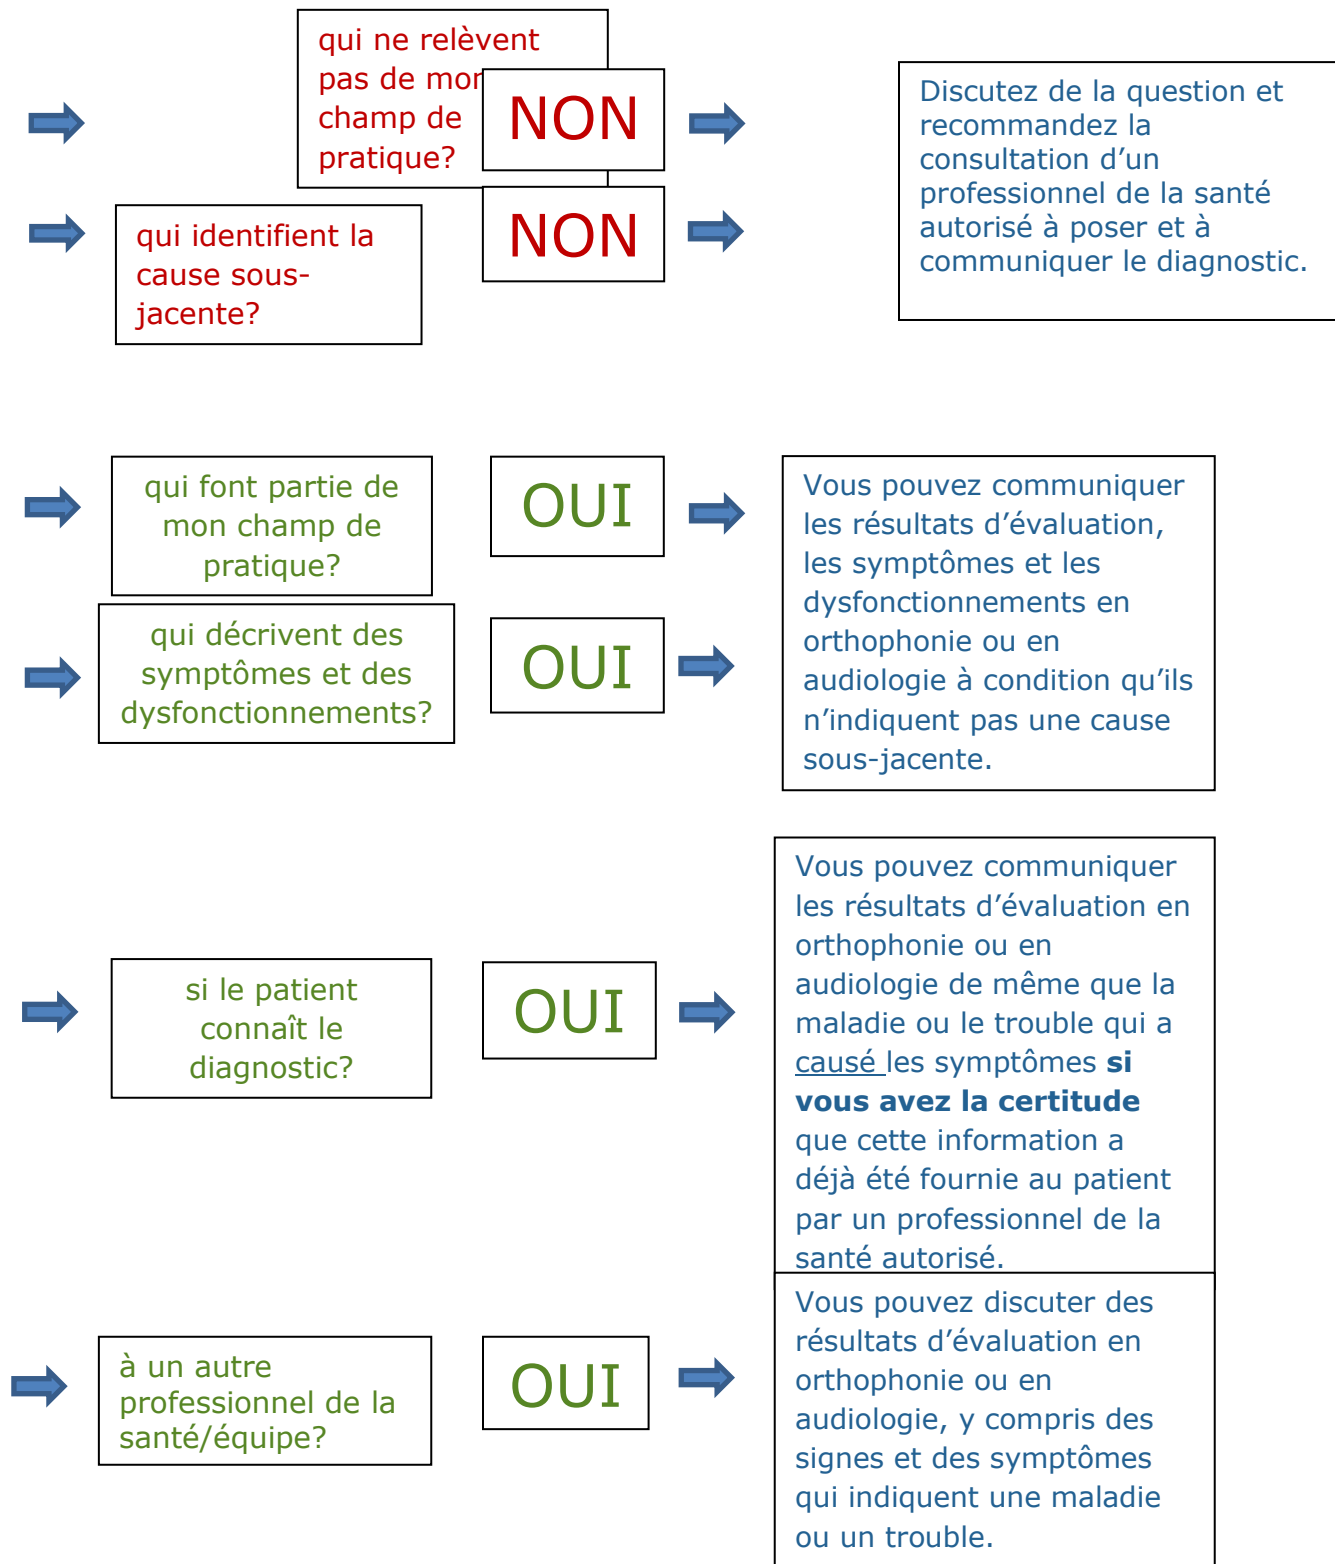 qui ne relèvent
pas de mon
champ de
pratique?
NON
Discutez de la question et
recommandez la
consultation d’un
professionnel de la santé
autorisé à poser et à
communiquer le diagnostic.
qui identifient la
cause sous-
jacente?
NON
qui font partie de
mon champ de
pratique?
OUI
Vous pouvez communiquer
les résultats d’évaluation,
les symptômes et les
dysfonctionnements en
orthophonie ou en
audiologie à condition qu’ils
n’indiquent pas une cause
sous-jacente.
qui décrivent des
symptômes et des
dysfonctionnements?
OUI
si le patient
connaît le
diagnostic?
OUI
Vous pouvez communiquer
les résultats d’évaluation en
orthophonie ou en
audiologie de même que la
maladie ou le trouble qui a
causé les symptômes si
vous avez la certitude
que cette information a
déjà été fournie au patient
par un professionnel de la
santé autorisé.
à un autre
professionnel de la
santé/équipe?
OUI
Vous pouvez discuter des
résultats d’évaluation en
orthophonie ou en
audiologie, y compris des
signes et des symptômes
qui indiquent une maladie
ou un trouble.